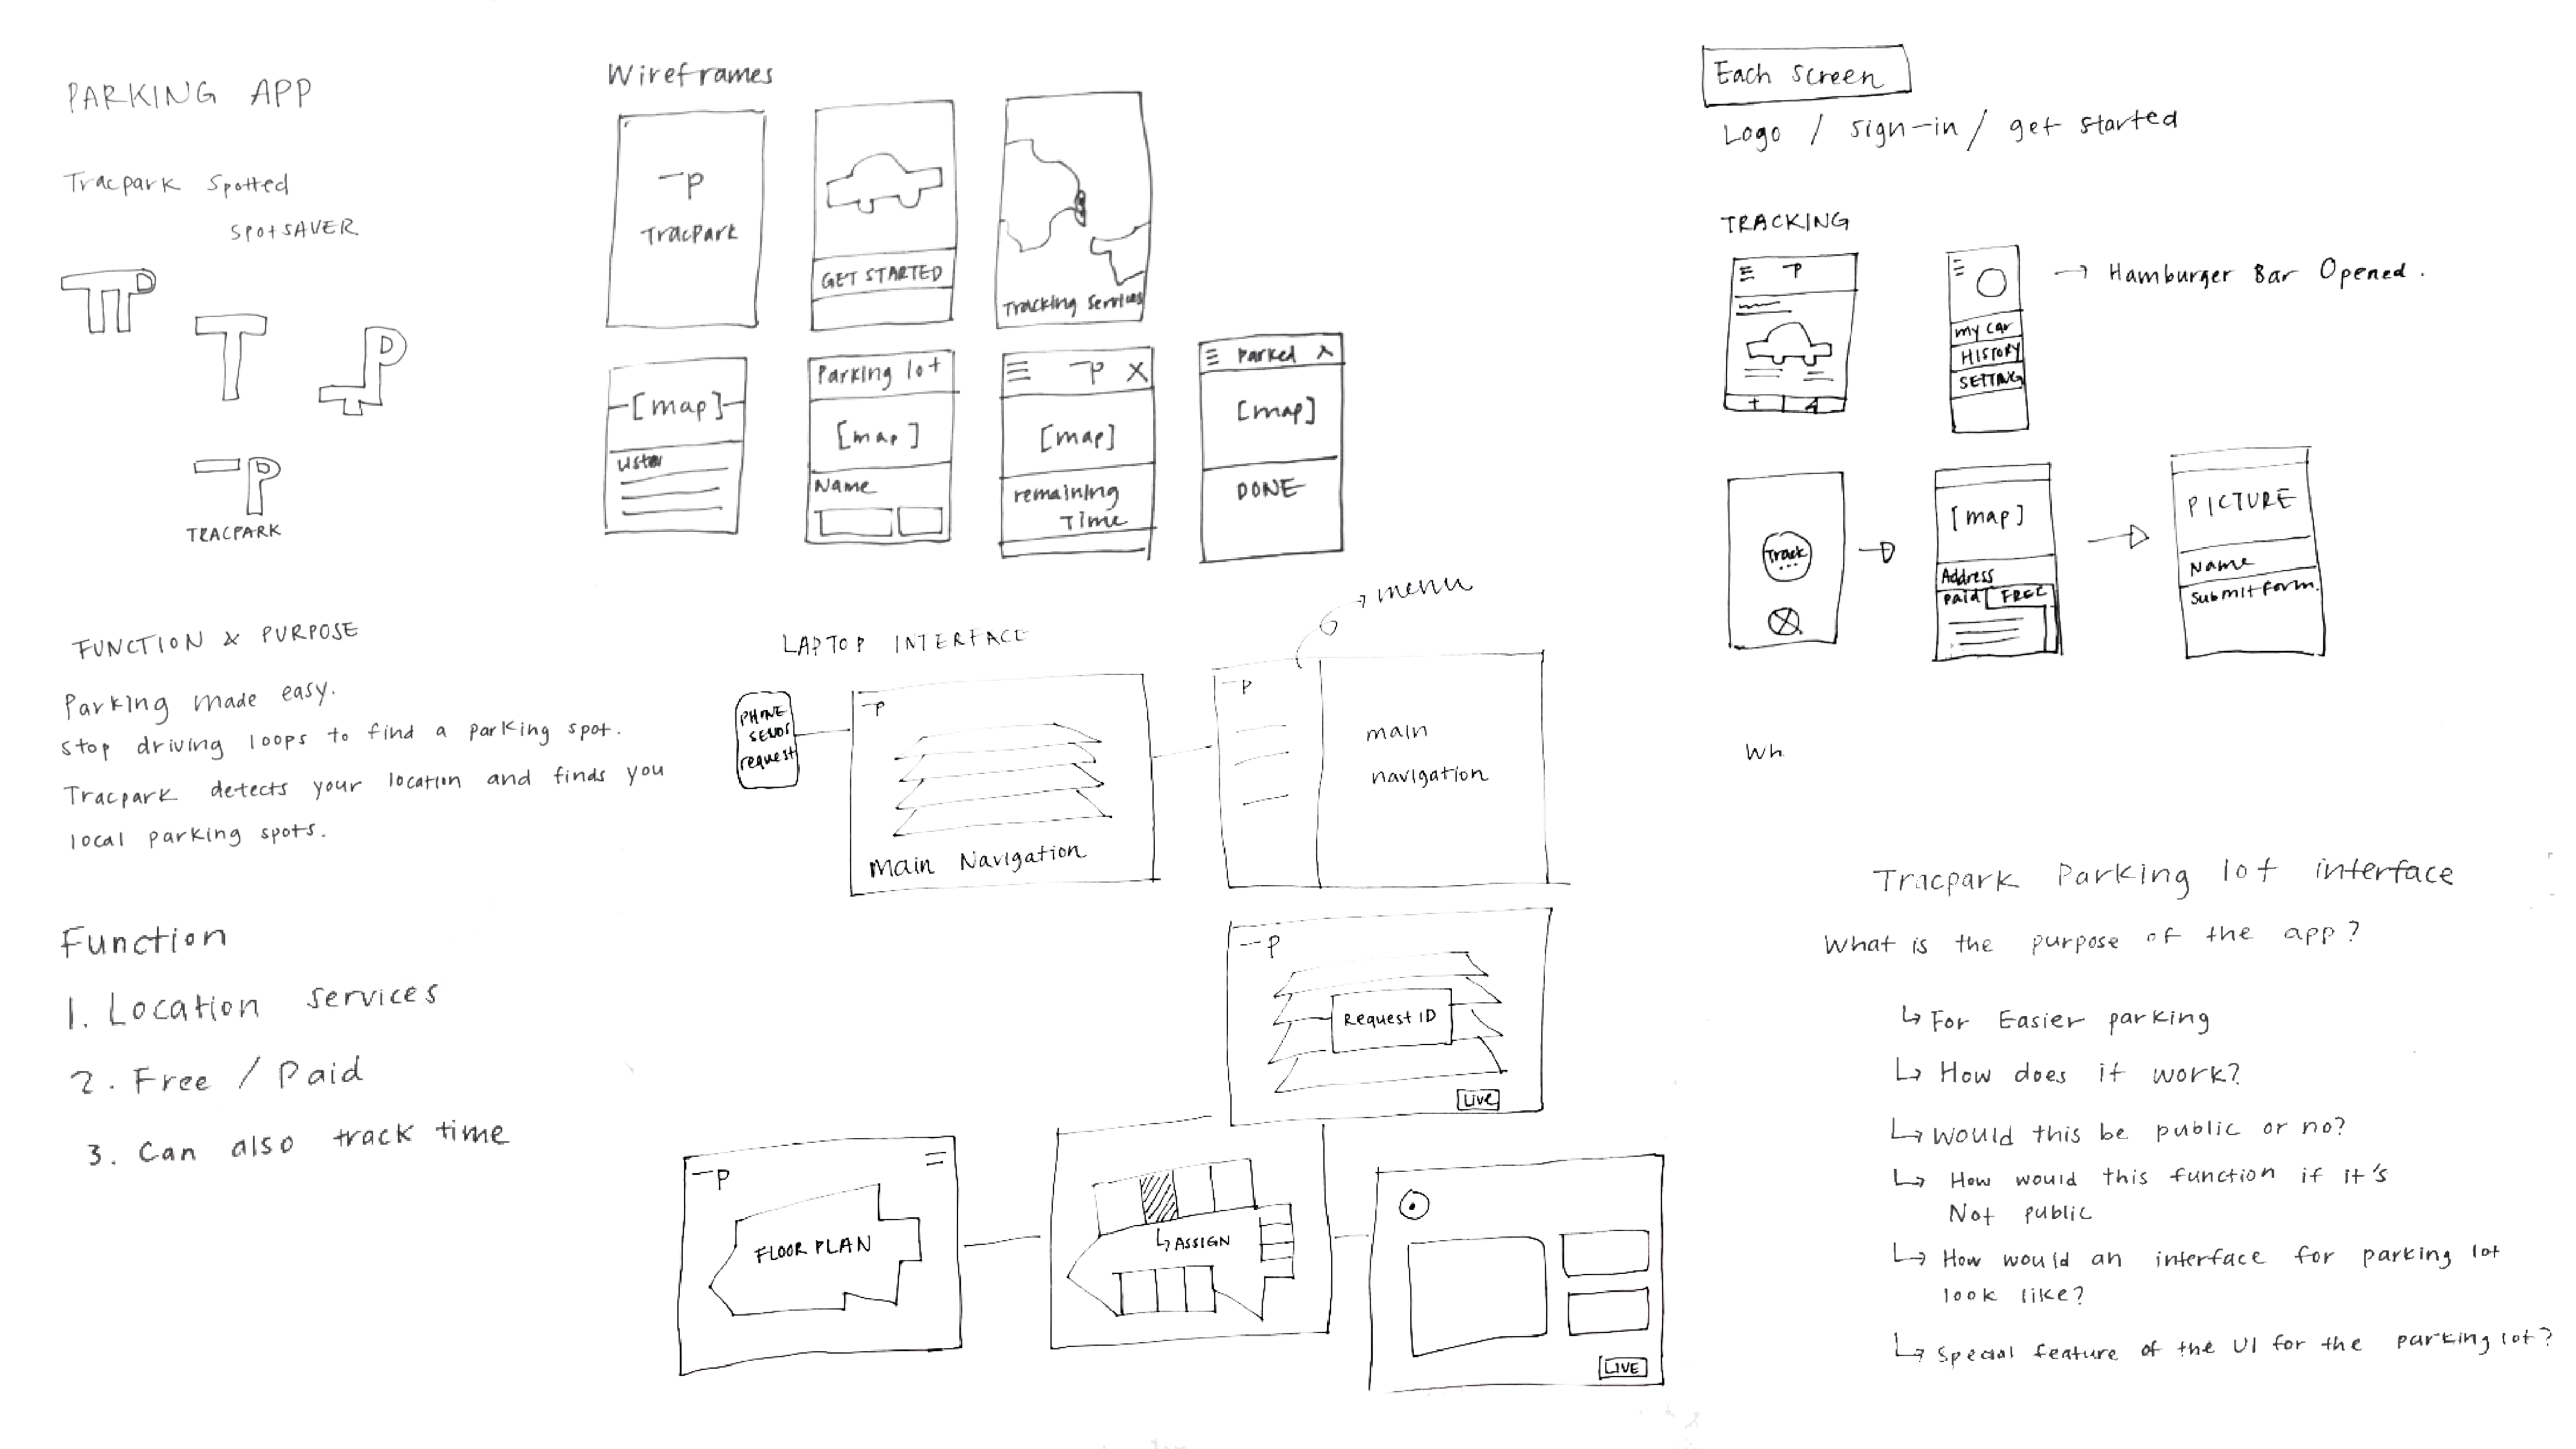 PARKING APP
Tracpark Spotted
SPOTSAVER
TRACPARK
FUNCTION & PURPOSE
Parking made easy.
Stop driving loops to find a parking spot.
Tracpark detects your location and finds you
local parking spots.
Function
1. Location services
2. Free / Paid
3. Can also track time
Wireframes
TracPark
GET STARTED
Tracking Services
[map]
Parking lot
[map]
Name
P X
[map]
remaining
Time
Parked
[map]
DONE
LAPTOP INTERFACE
menu
PHONE
SENDS
request
P
Main Navigation
P
main
navigation
P
Request ID
Live
P
FLOOR PLAN
ASSIGN
LIVE
Each screen
Logo / sign-in / get started
TRACKING
P
Hamburger Bar Opened.
my car
HISTORY
SETTING
Track
...
[map]
Address
Paid FREE
PICTURE
Name
Submit Form.
Wh
Tracpark Parking lot interface
What is the purpose of the app?
For Easier parking
How does it work?
Would this be public or no?
How would this function if it's
Not public
How would an interface for parking lot
look like?
Special feature of the UI for the parking lot?